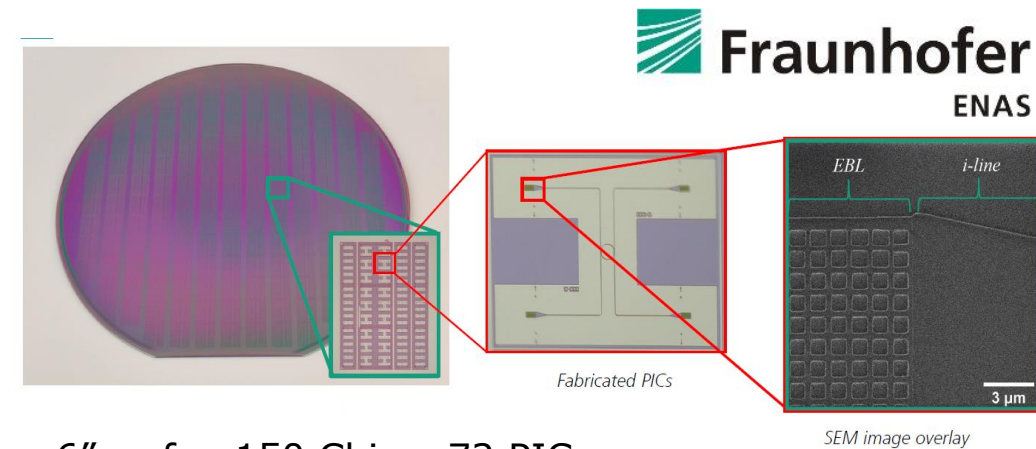 Fraunhofer
ENAS
EBL
i-line
3 µm
Fabricated PICs
SEM image overlay